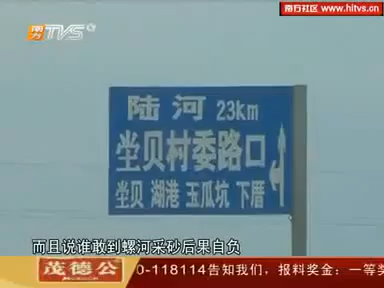 南方TVS
南方社区 www.hitvs.cn
陆河 23km
坣贝村委路口
坣贝 湖港 玉瓜坑 下厝
而且说谁敢到螺河采砂后果自负
茂德公
0-118114告知我们，报料奖金：一等奖